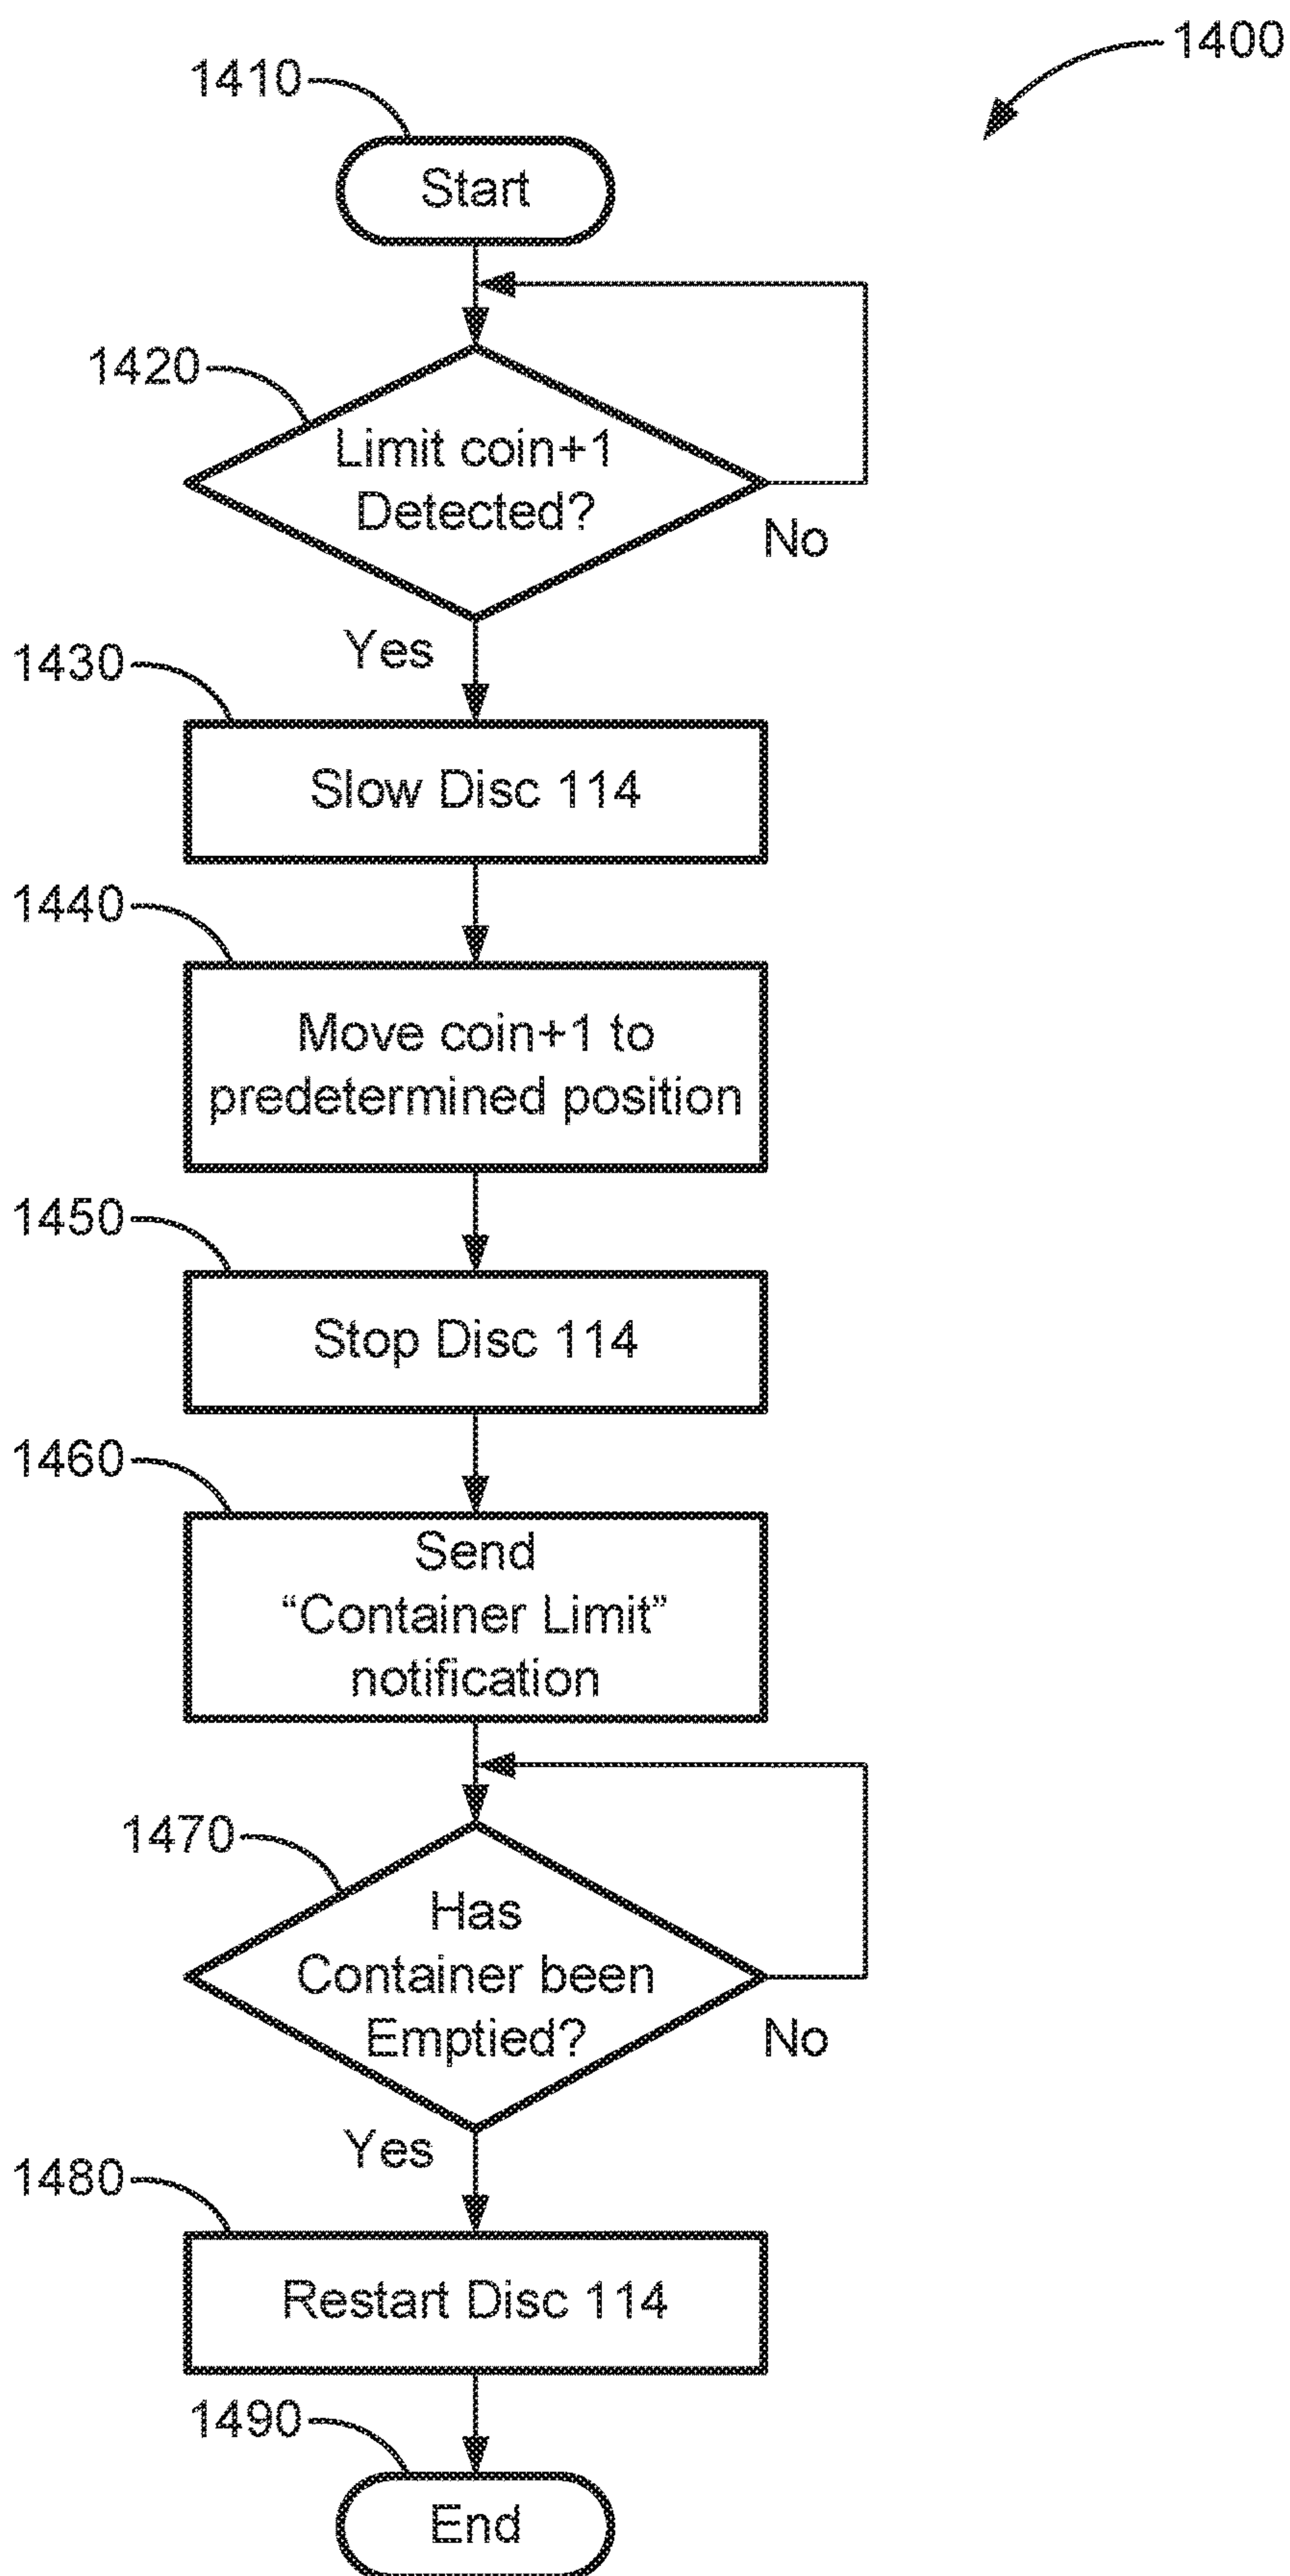 1400
1410
Start
1420
Limit coin+1
Detected?
No
Yes
1430
Slow Disc 114
1440
Move coin+1 to
predetermined position
1450
Stop Disc 114
1460
Send
“Container Limit”
notification
1470
Has
Container been
Emptied?
No
Yes
1480
Restart Disc 114
1490
End